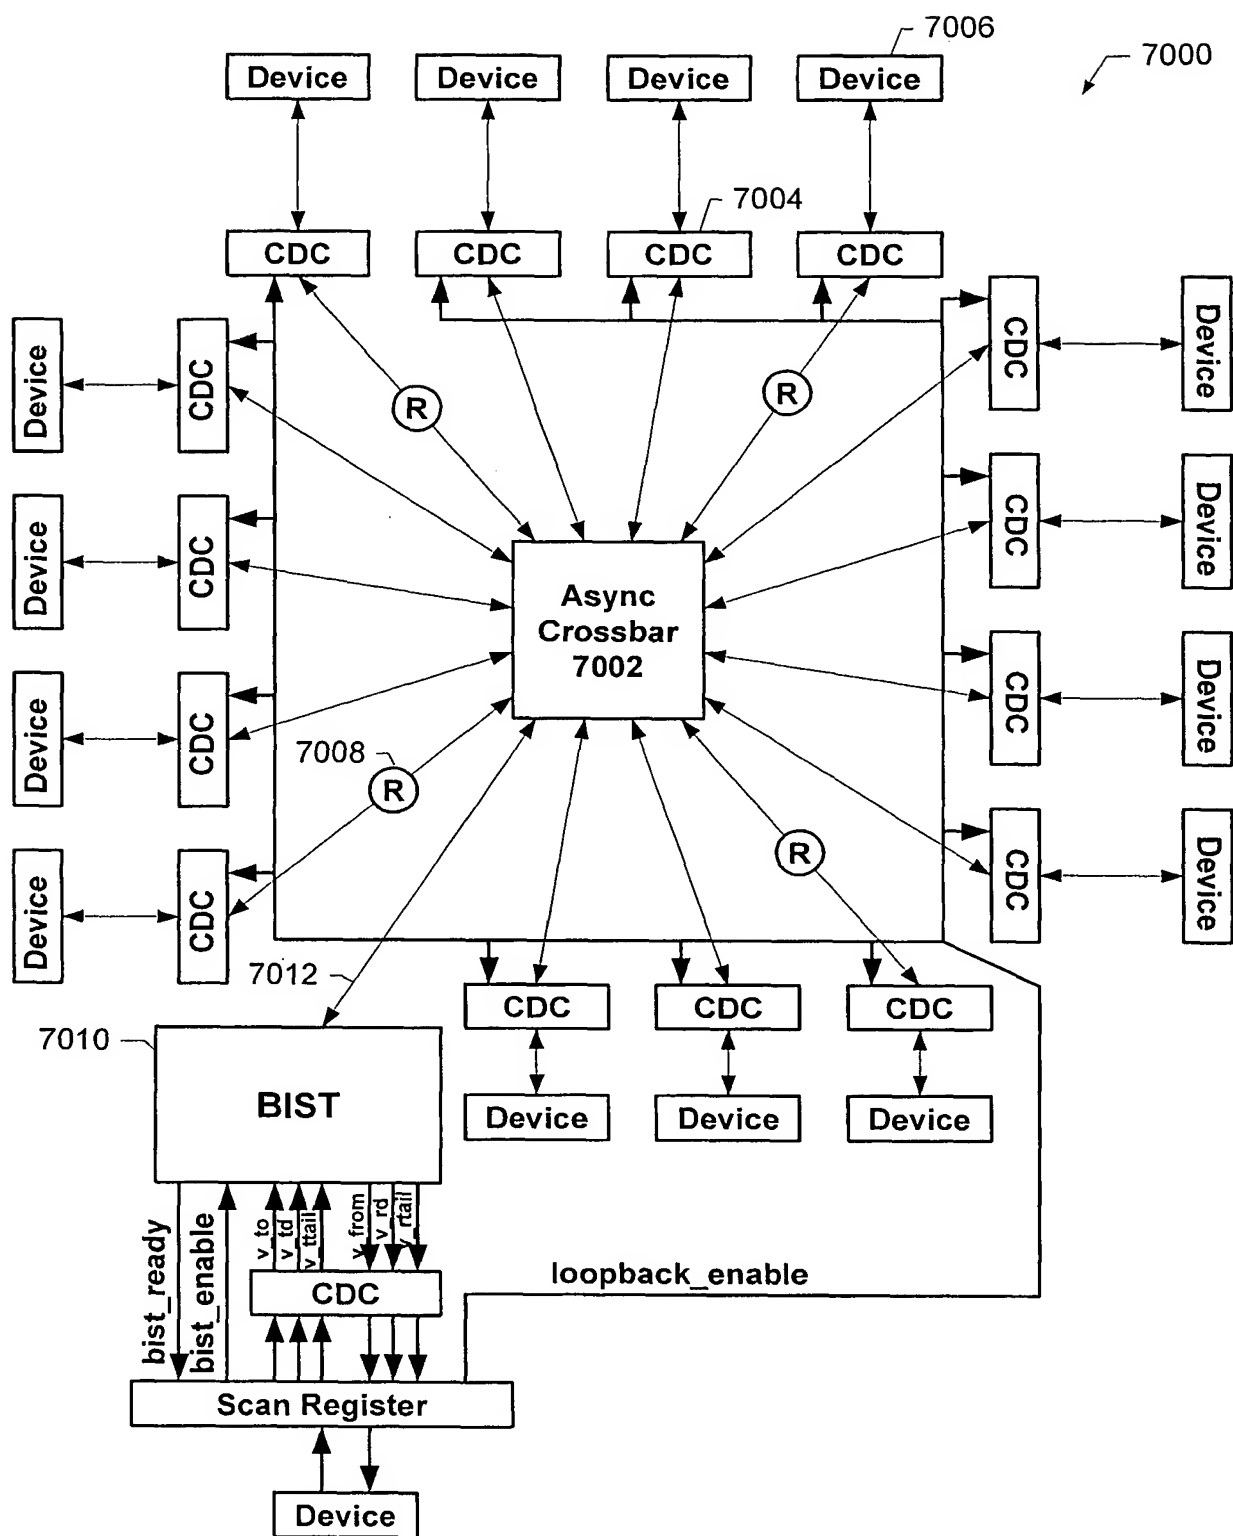 7006
7000
Device
Device
Device
Device
7004
CDC
CDC
CDC
CDC
CDC
Device
Device
CDC
R
R
CDC
Device
Device
CDC
Async
Crossbar
7002
CDC
Device
Device
CDC
7008
R
R
CDC
Device
Device
CDC
7012
CDC
CDC
CDC
7010
BIST
Device
Device
Device
bist_ready
bist_enable
v_to
v_td
v_ttail
v_from
v_rd
v_rtail
loopback_enable
CDC
Scan Register
Device